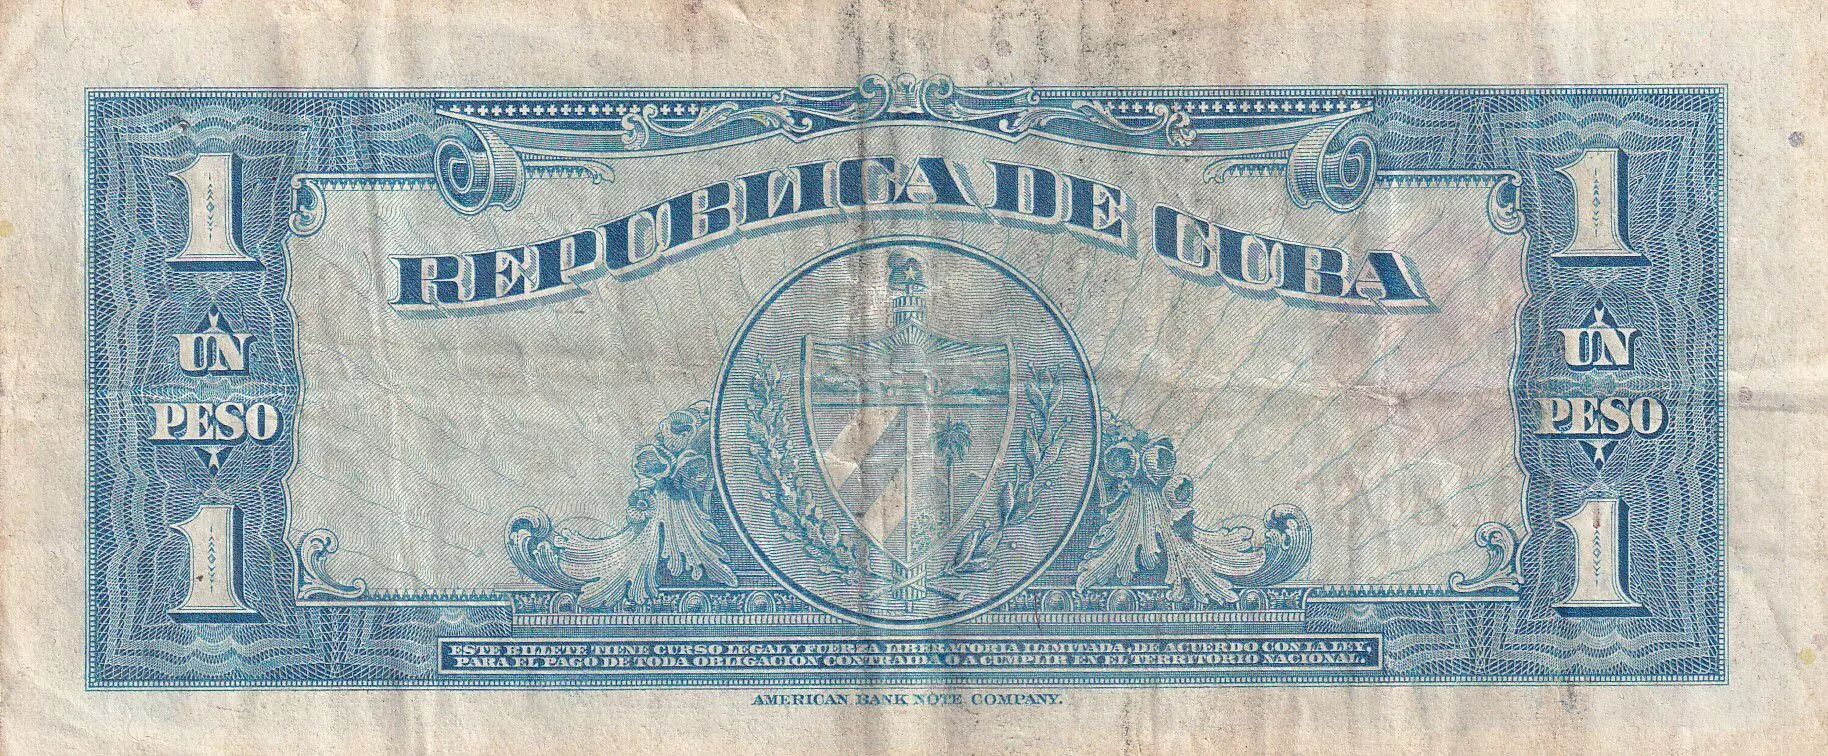 REPUBLICA DE CUBA
1
1
UN
PESO
UN
PESO
1
1
ESTE BILLETE TIENE CURSO LEGAL Y FUERZA LIBERATORIA ILIMITADA, DE ACUERDO CON LA LEY,
PARA EL PAGO DE TODA OBLIGACION CONTRAIDA O A CUMPLIR EN EL TERRITORIO NACIONAL.
AMERICAN BANK NOTE COMPANY.